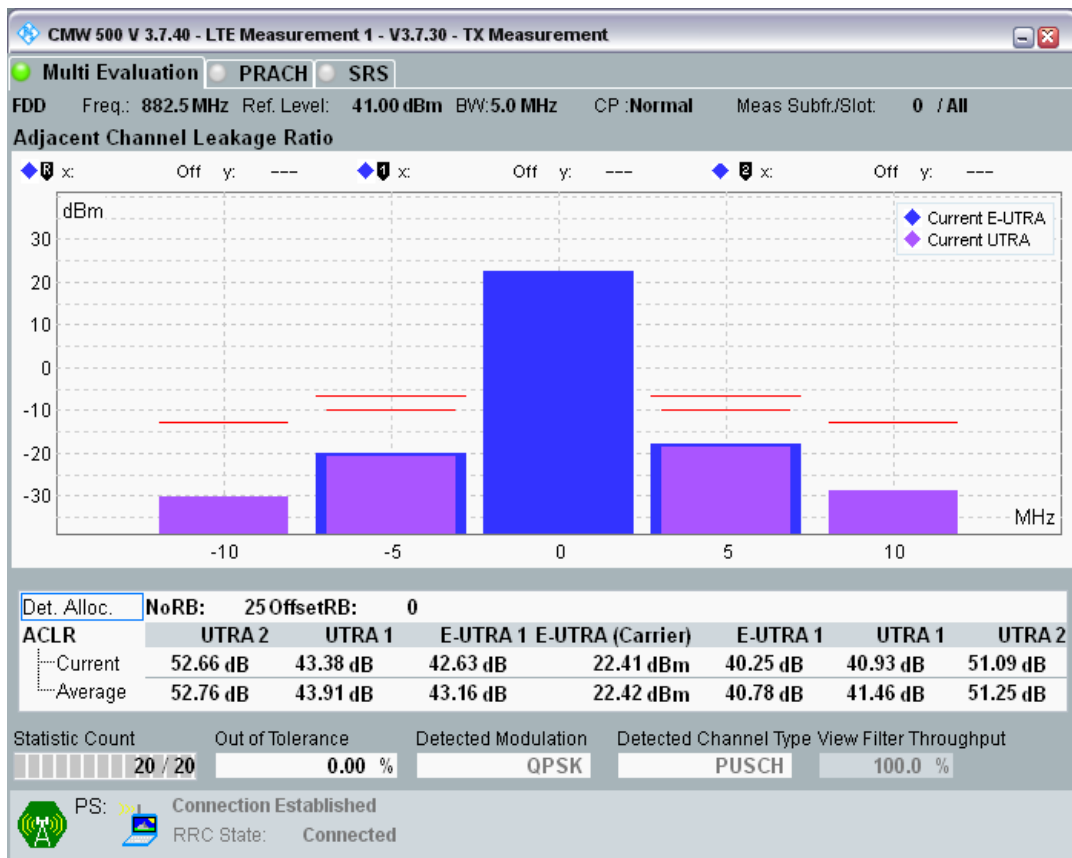 CMW 500 V 3.7.40 - LTE Measurement 1 - V3.7.30 - TX Measurement
Multi Evaluation PRACH SRS
FDD Freq.: 882.5 MHz Ref. Level: 41.00 dBm BW:5.0 MHz CP :Normal Meas Subfr./Slot: 0 / All
Adjacent Channel Leakage Ratio
R x: Off y: --- 1 x: Off y: --- 2 x: Off y: ---
dBm
Current E-UTRA
Current UTRA
30
20
10
0
-10
-20
-30
MHz
-10 -5 0 5 10
Det. Alloc. NoRB: 25 OffsetRB: 0
ACLR UTRA 2 UTRA 1 E-UTRA 1 E-UTRA (Carrier) E-UTRA 1 UTRA 1 UTRA 2
Current 52.66 dB 43.38 dB 42.63 dB 22.41 dBm 40.25 dB 40.93 dB 51.09 dB
Average 52.76 dB 43.91 dB 43.16 dB 22.42 dBm 40.78 dB 41.46 dB 51.25 dB
Statistic Count Out of Tolerance Detected Modulation Detected Channel Type View Filter Throughput
20 / 20 0.00 % QPSK PUSCH 100.0 %
PS: Connection Established
RRC State: Connected